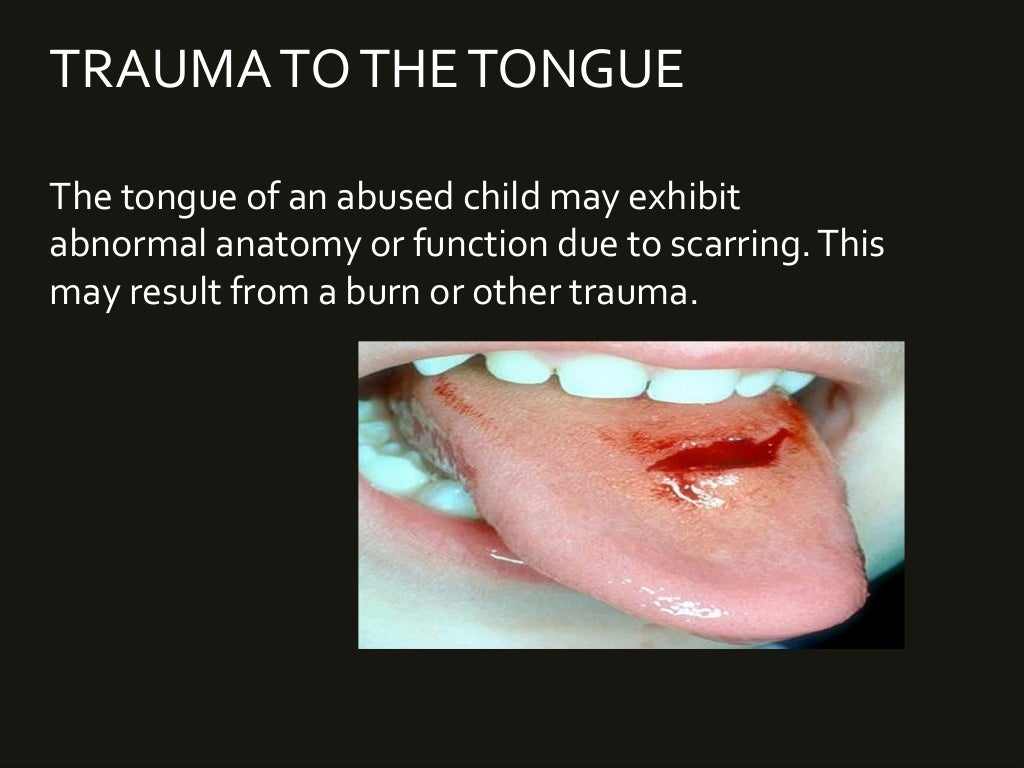 TRAUMA TO THE TONGUE
The tongue of an abused child may exhibit
abnormal anatomy or function due to scarring. This
may result from a burn or other trauma.